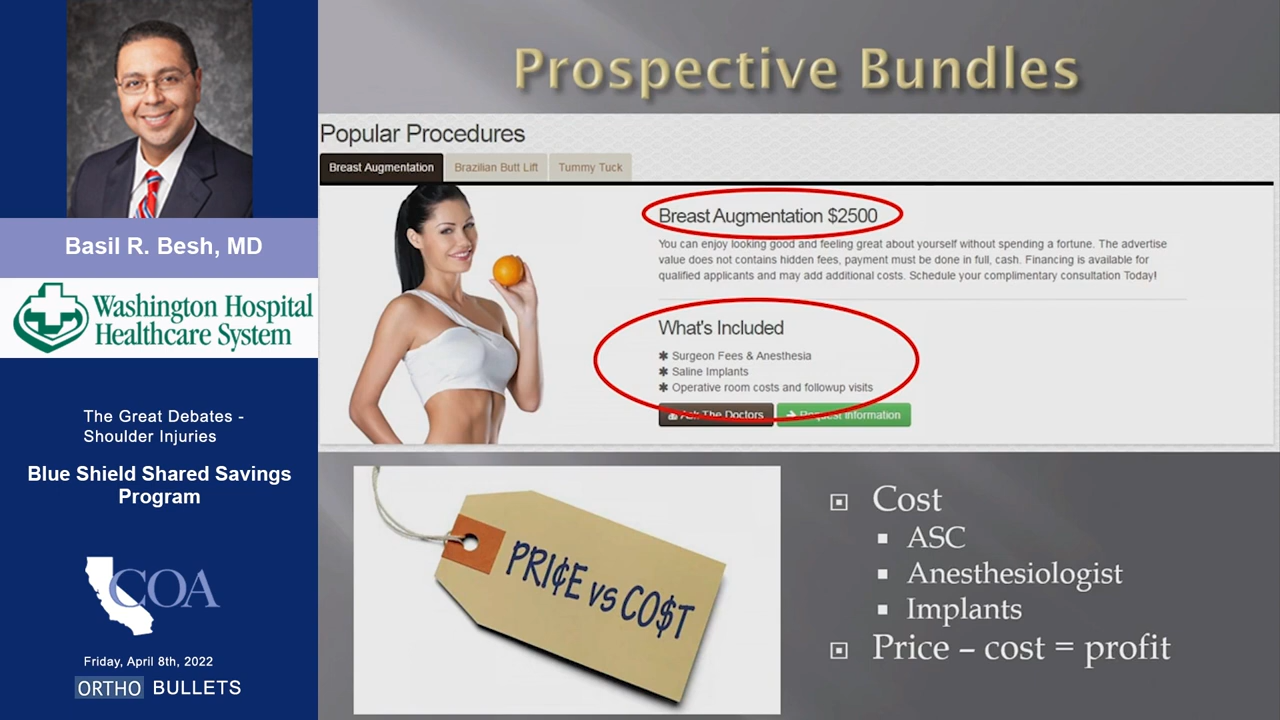 Basil R. Besh, MD
Washington Hospital
Healthcare System
The Great Debates -
Shoulder Injuries
Blue Shield Shared Savings
Program
COA
Friday, April 8th, 2022
ORTHO BULLETS
Prospective Bundles
Popular Procedures
Breast Augmentation
Brazilian Butt Lift
Tummy Tuck
Breast Augmentation $2500
You can enjoy looking good and feeling great about yourself without spending a fortune. The advertise
value does not contains hidden fees, payment must be done in full, cash. Financing is available for
qualified applicants and may add additional costs. Schedule your complimentary consultation Today!
What's Included
✱ Surgeon Fees & Anesthesia
✱ Saline Implants
✱ Operative room costs and followup visits
Ask The Doctors
Request Information
PRI¢E vs CO$T
Cost
ASC
Anesthesiologist
Implants
Price – cost = profit